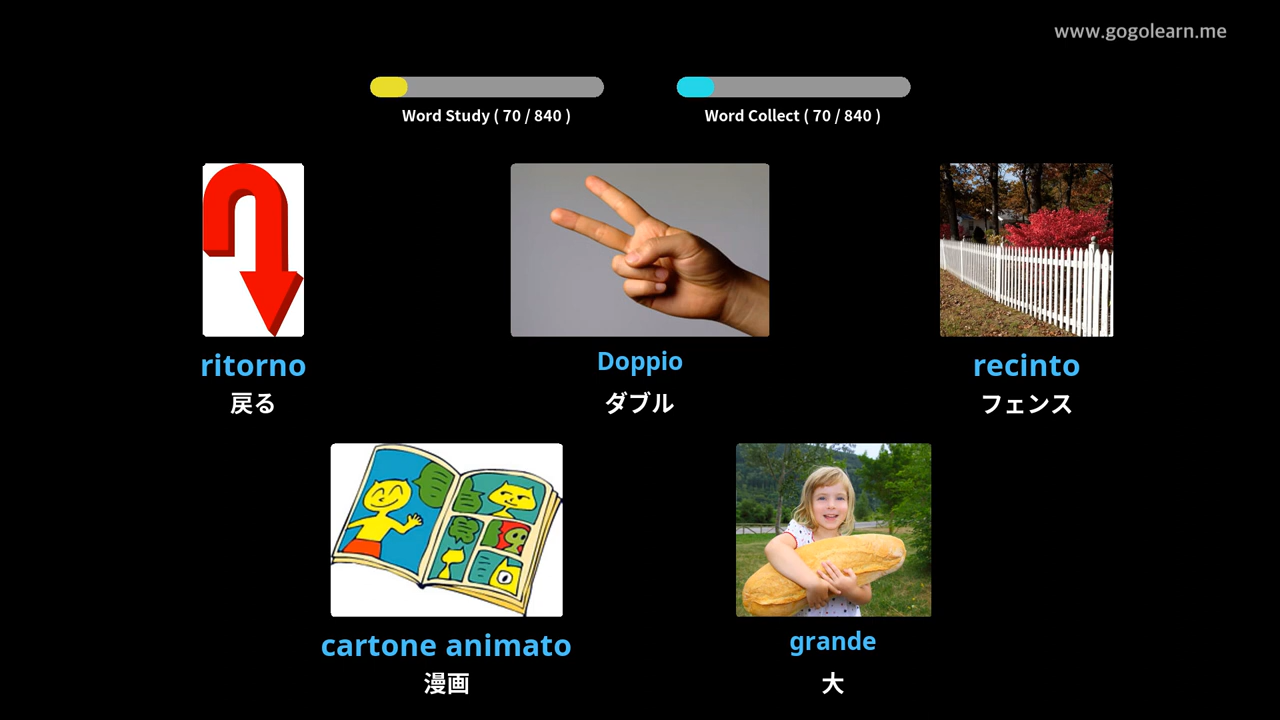 www.gogolearn.me
Word Study ( 70 / 840 )
Word Collect ( 70 / 840 )
ritorno
戻る
Doppio
ダブル
recinto
フェンス
cartone animato
漫画
grande
大